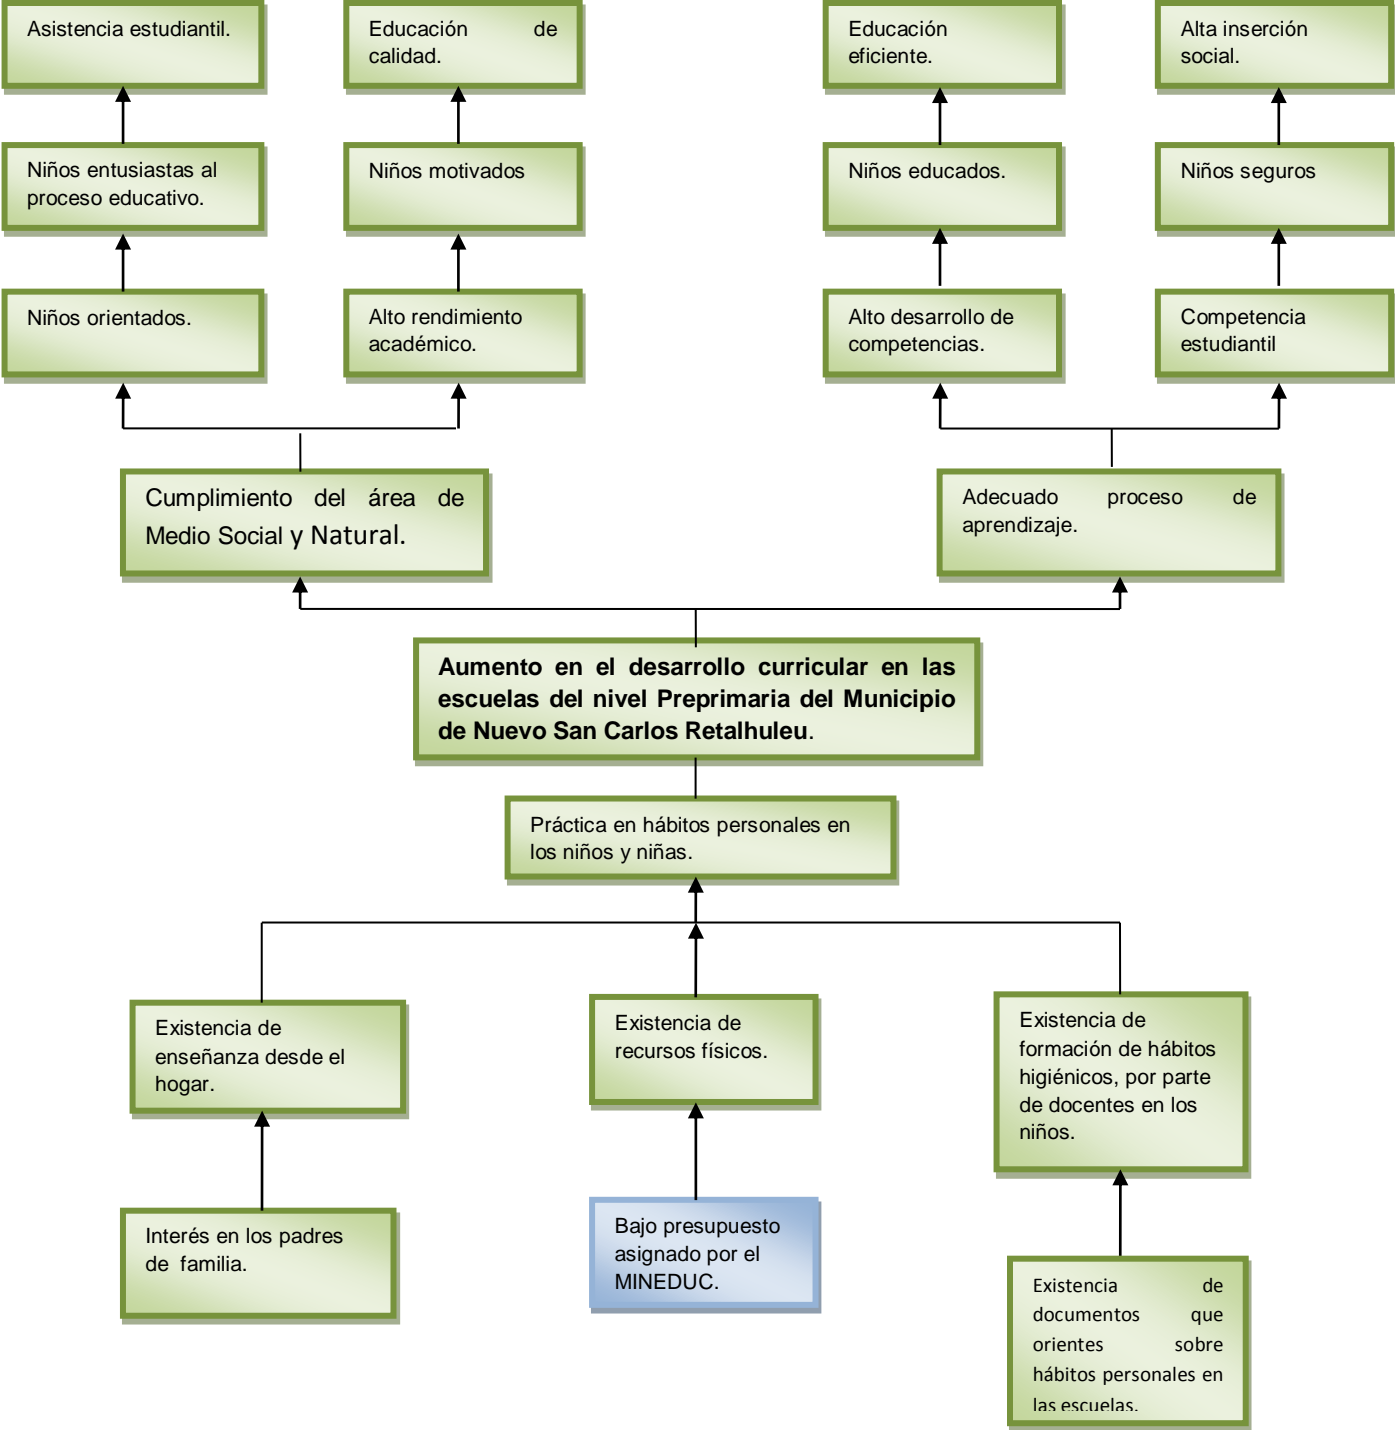 Asistencia estudiantil.
Educación de
calidad.
Educación
eficiente.
Alta inserción
social.
Niños entusiastas al
proceso educativo.
Niños motivados
Niños educados.
Niños seguros
Niños orientados.
Alto rendimiento
académico.
Alto desarrollo de
competencias.
Competencia
estudiantil
Cumplimiento del área de
Medio Social y Natural.
Adecuado proceso de
aprendizaje.
Aumento en el desarrollo curricular en las
escuelas del nivel Preprimaria del Municipio
de Nuevo San Carlos Retalhuleu.
Práctica en hábitos personales en
los niños y niñas.
Existencia de
enseñanza desde el
hogar.
Existencia de
recursos físicos.
Existencia de
formación de hábitos
higiénicos, por parte
de docentes en los
niños.
Interés en los padres
de familia.
Bajo presupuesto
asignado por el
MINEDUC.
Existencia de
documentos que
orientes sobre
hábitos personales en
las escuelas.